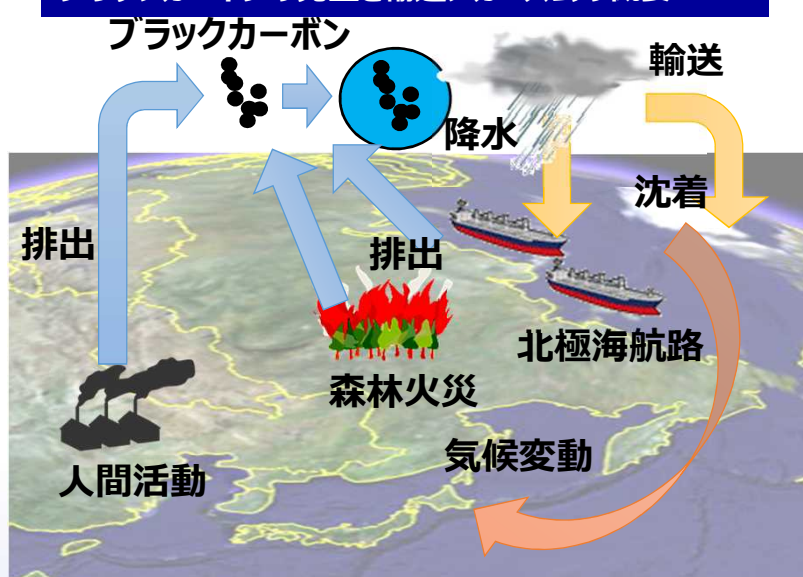 ブラックカーボン
輸送
降水
沈着
排出
排出
北極海航路
森林火災
気候変動
人間活動